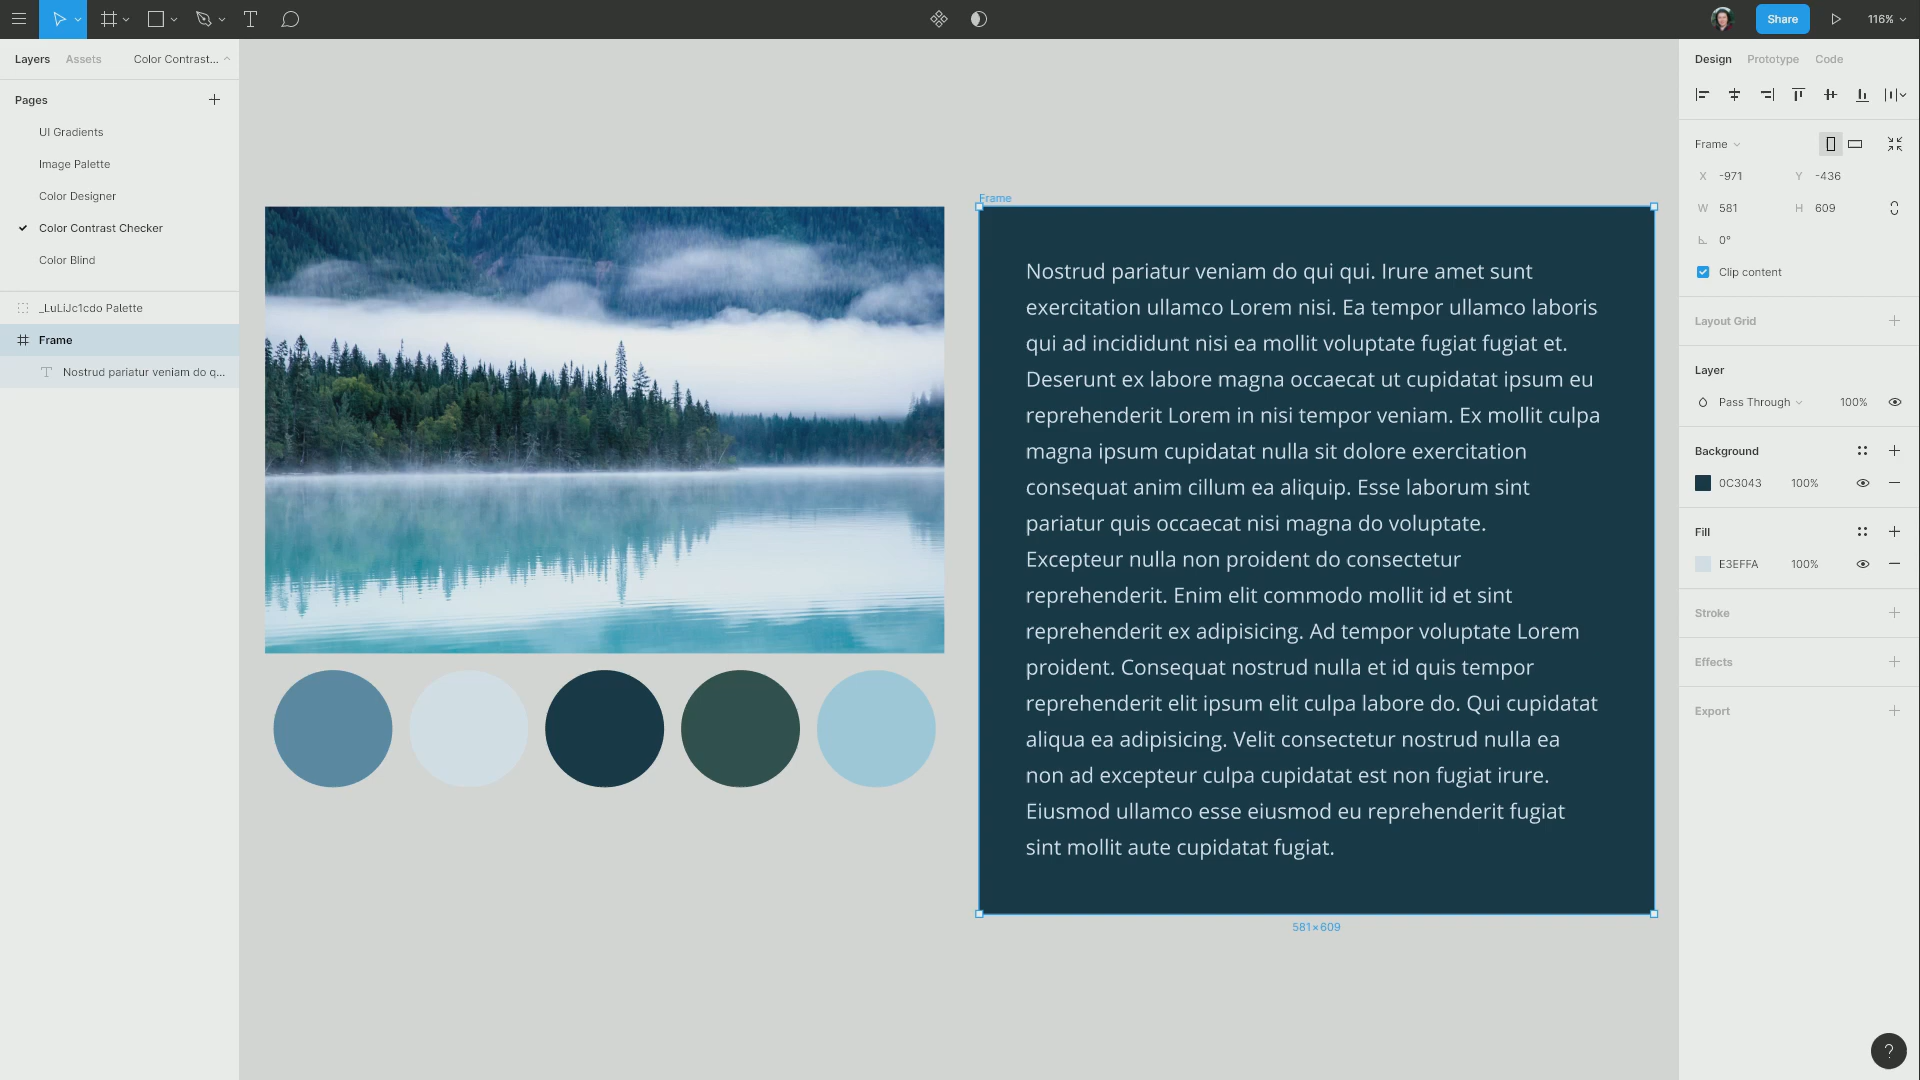 Share
116%
Layers
Assets
Color Contrast...
Pages
UI Gradients
Image Palette
Color Designer
Color Contrast Checker
Color Blind
_LuLiJc1cdo Palette
Frame
Nostrud pariatur veniam do q...
Frame
Nostrud pariatur veniam do qui qui. Irure amet sunt
exercitation ullamco Lorem nisi. Ea tempor ullamco laboris
qui ad incididunt nisi ea mollit voluptate fugiat fugiat et.
Deserunt ex labore magna occaecat ut cupidatat ipsum eu
reprehenderit Lorem in nisi tempor veniam. Ex mollit culpa
magna ipsum cupidatat nulla sit dolore exercitation
consequat anim cillum ea aliquip. Esse laborum sint
pariatur quis occaecat nisi magna do voluptate.
Excepteur nulla non proident do consectetur
reprehenderit. Enim elit commodo mollit id et sint
reprehenderit ex adipisicing. Ad tempor voluptate Lorem
proident. Consequat nostrud nulla et id quis tempor
reprehenderit elit ipsum elit culpa labore do. Qui cupidatat
aliqua ea adipisicing. Velit consectetur nostrud nulla ea
non ad excepteur culpa cupidatat est non fugiat irure.
Eiusmod ullamco esse eiusmod eu reprehenderit fugiat
sint mollit aute cupidatat fugiat.
581×609
Design
Prototype
Code
Frame
X -971
Y -436
W 581
H 609
0°
Clip content
Layout Grid
Layer
Pass Through
100%
Background
0C3043
100%
Fill
E3EFFA
100%
Stroke
Effects
Export
?